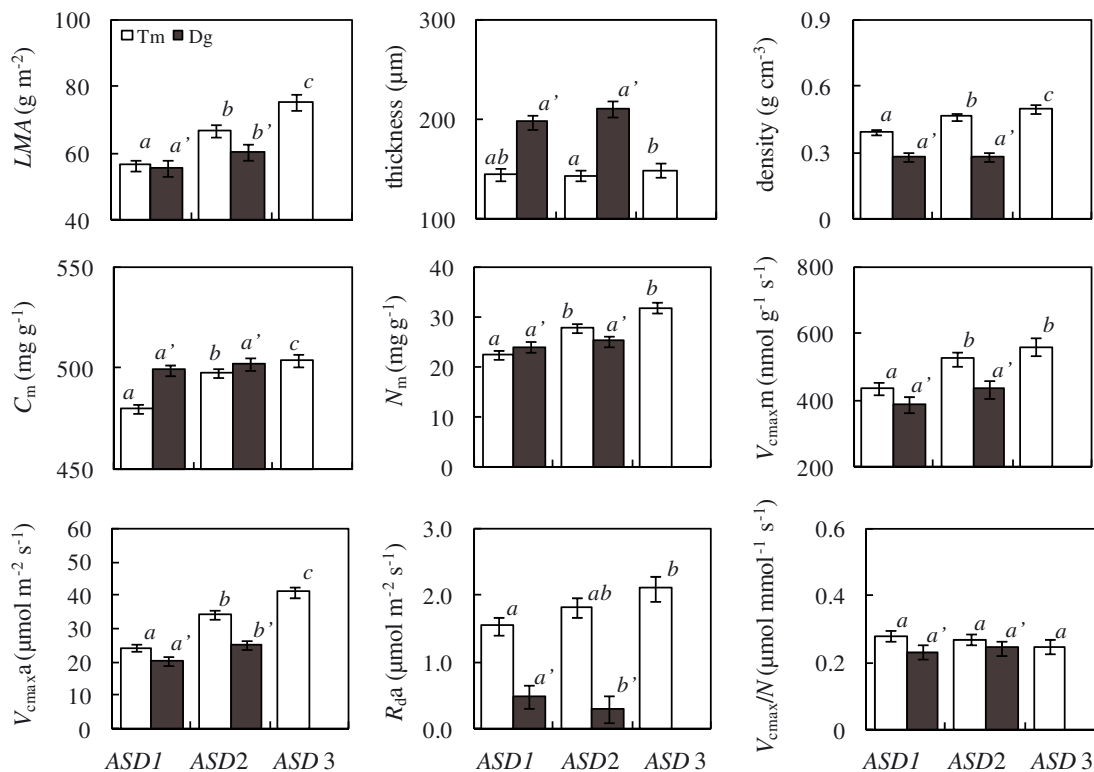 100
80
60
40
LMA (g m⁻²)
Tm Dg
a a’ b b’ c
300
200
100
thickness (µm)
ab a’ a a’ b
0.9
0.6
0.3
0
density (g cm⁻³)
a a’ b a’ c
550
500
450
Cₘ (mg g⁻¹)
a a’ b a’ c
40
30
20
10
0
Nₘ (mg g⁻¹)
a a’ b a’ b
800
600
400
200
V_cmax m (nmol g⁻¹ s⁻¹)
a a’ b a’ b
60
50
40
30
20
10
0
V_cmax a (µmol m⁻² s⁻¹)
a a’ b b’ c
ASD1 ASD2 ASD 3
3.0
2.0
1.0
0.0
R_d a (µmol m⁻² s⁻¹)
a a’ ab b’ b
ASD1 ASD2 ASD 3
0.6
0.4
0.2
0
V_cmax/N (µmol mmol⁻¹ s⁻¹)
a a’ a a’ a
ASD1 ASD2 ASD 3